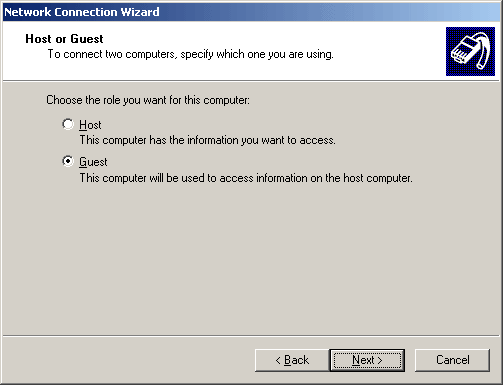 Network Connection Wizard
Host or Guest
To connect two computers, specify which one you are using.
Choose the role you want for this computer:
Host
This computer has the information you want to access.
Guest
This computer will be used to access information on the host computer.
< Back
Next >
Cancel